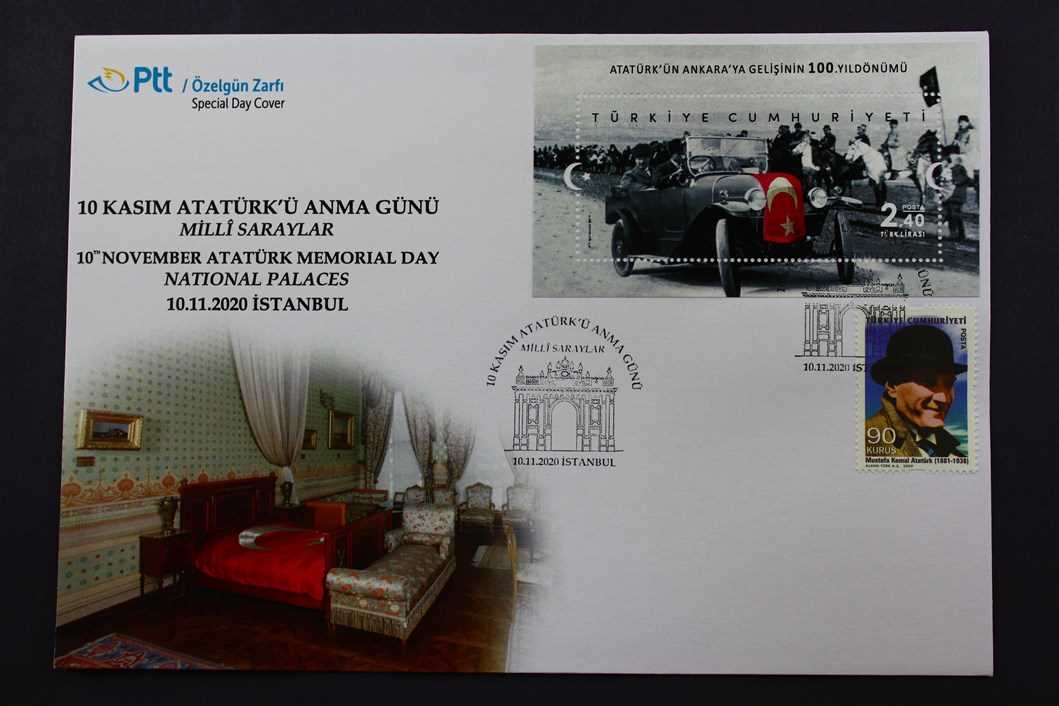 Ptt / Özelgün Zarfı
Special Day Cover
10 KASIM ATATÜRK'Ü ANMA GÜNÜ
MİLLÎ SARAYLAR
10TH NOVEMBER ATATÜRK MEMORIAL DAY
NATIONAL PALACES
10.11.2020 İSTANBUL
ATATÜRK'ÜN ANKARA'YA GELİŞİNİN 100.YILDÖNÜMÜ
TÜRKİYE CUMHURİYETİ
POSTA
2.40
TÜRK LİRASI
10 KASIM ATATÜRK'Ü ANMA GÜNÜ
MİLLÎ SARAYLAR
10.11.2020 İSTANBUL
GÜNÜ
10.11.2020 İST
TÜRKİYE CUMHURİYETİ
POSTA
90
KURUŞ
Mustafa Kemal Atatürk (1881-1938)